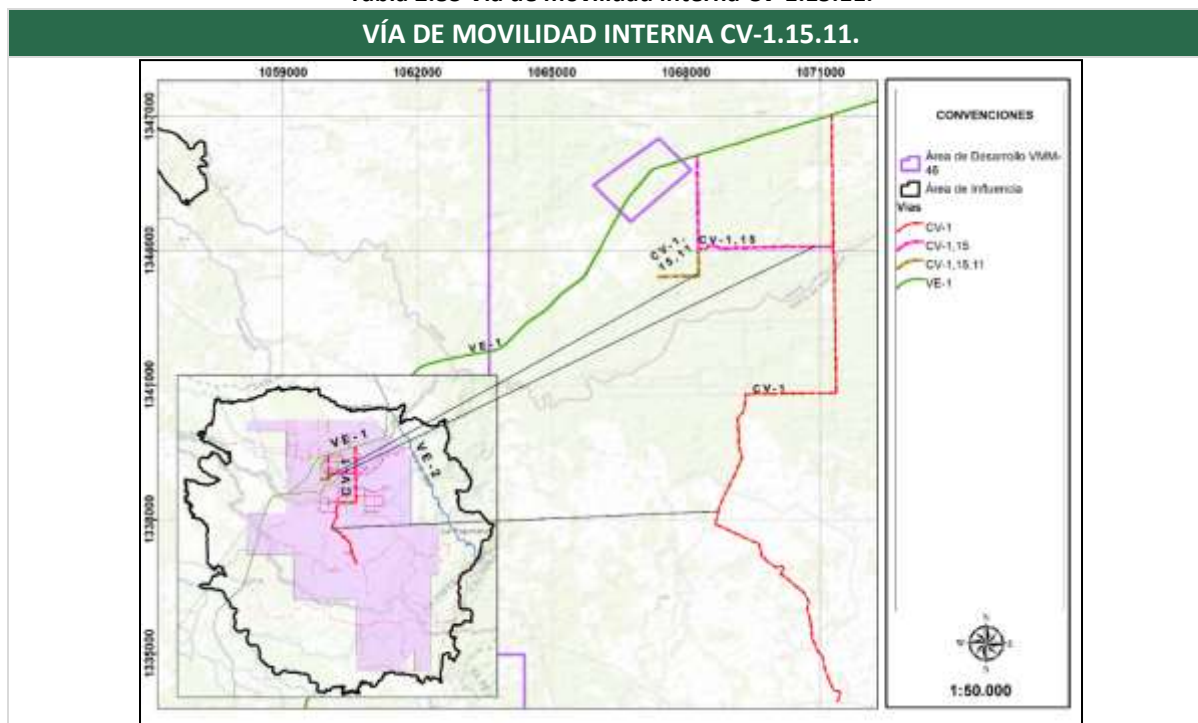 VÍA DE MOVILIDAD INTERNA CV-1.15.11.
1059000 1062000 1065000 1068000 1071000
1347000
1344000
1341000
1338000
1335000
CV-1.15
CV-1.
15.11
VE-1
CV-1
VE-1
VE-2
CV-1
CONVENCIONES
Área de Desarrollo VMM-
46
Área de Influencia
Vías
CV-1
CV-1,15
CV-1,15,11
VE-1
N
W
E
S
1:50.000